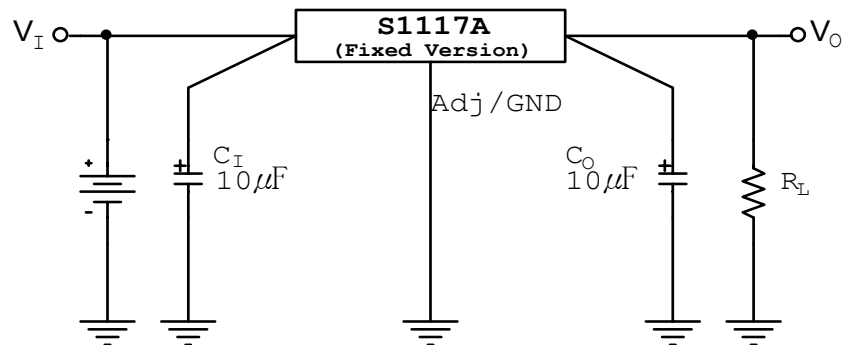 S1117A
(Fixed Version)
V_I
V_O
Adj/GND
+
-
+
C_I
10μF
C_O
10μF
+
R_L